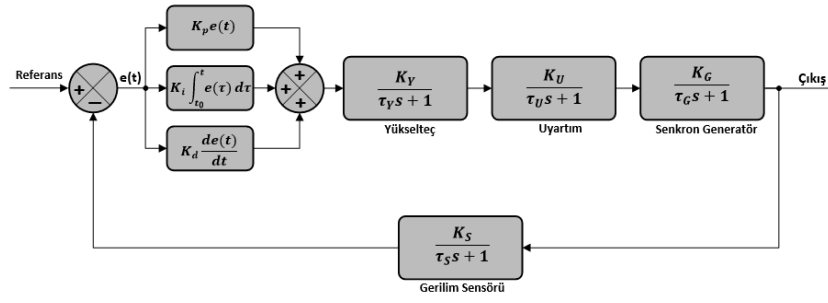 K_p e(t)
Referans
e(t)
K_i ∫_{t_0}^{t} e(τ) dτ
K_d de(t)/dt
+
−
+
+
+
K_Y / τ_Y s + 1
Yükselteç
K_U / τ_U s + 1
Uyartım
K_G / τ_G s + 1
Senkron Generatör
Çıkış
K_S / τ_S s + 1
Gerilim Sensörü